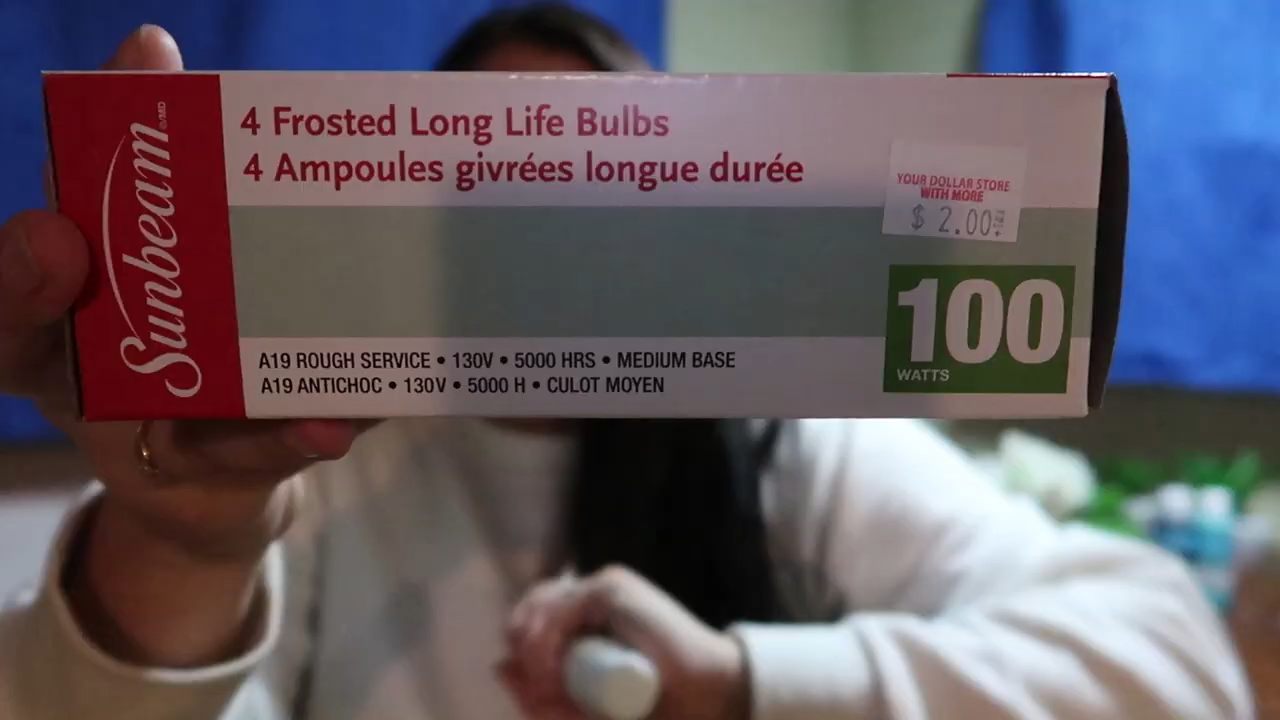 Sunbeam
4 Frosted Long Life Bulbs
4 Ampoules givrées longue durée
YOUR DOLLAR STORE
WITH MORE
$ 2.00
100
WATTS
A19 ROUGH SERVICE • 130V • 5000 HRS • MEDIUM BASE
A19 ANTICHOC • 130V • 5000 H • CULOT MOYEN